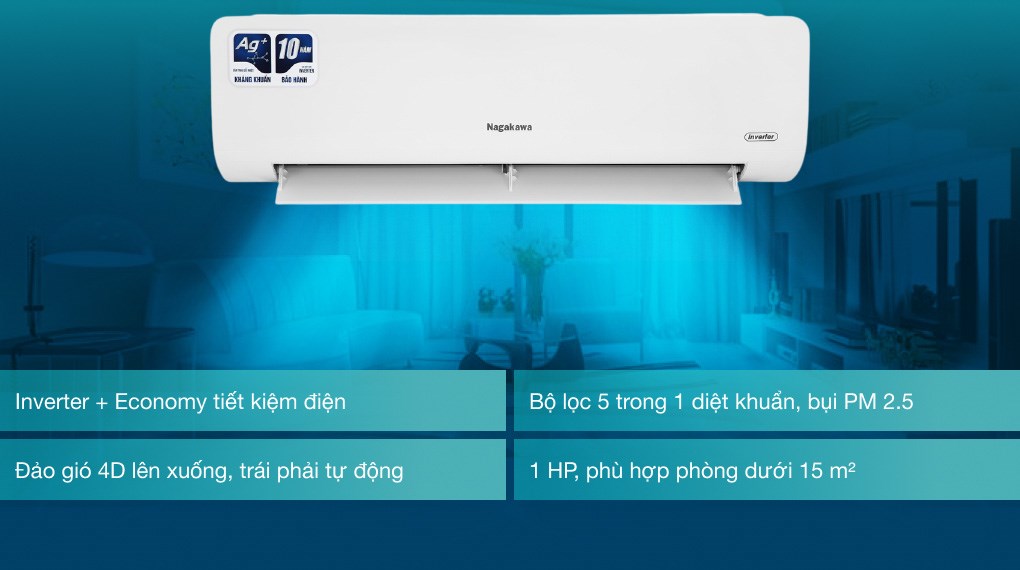 Ag+
10 NĂM
INVERTER
KHÁNG KHUẨN
BẢO HÀNH
Nagakawa
inverter
Inverter + Economy tiết kiệm điện
Bộ lọc 5 trong 1 diệt khuẩn, bụi PM 2.5
Đảo gió 4D lên xuống, trái phải tự động
1 HP, phù hợp phòng dưới 15 m²